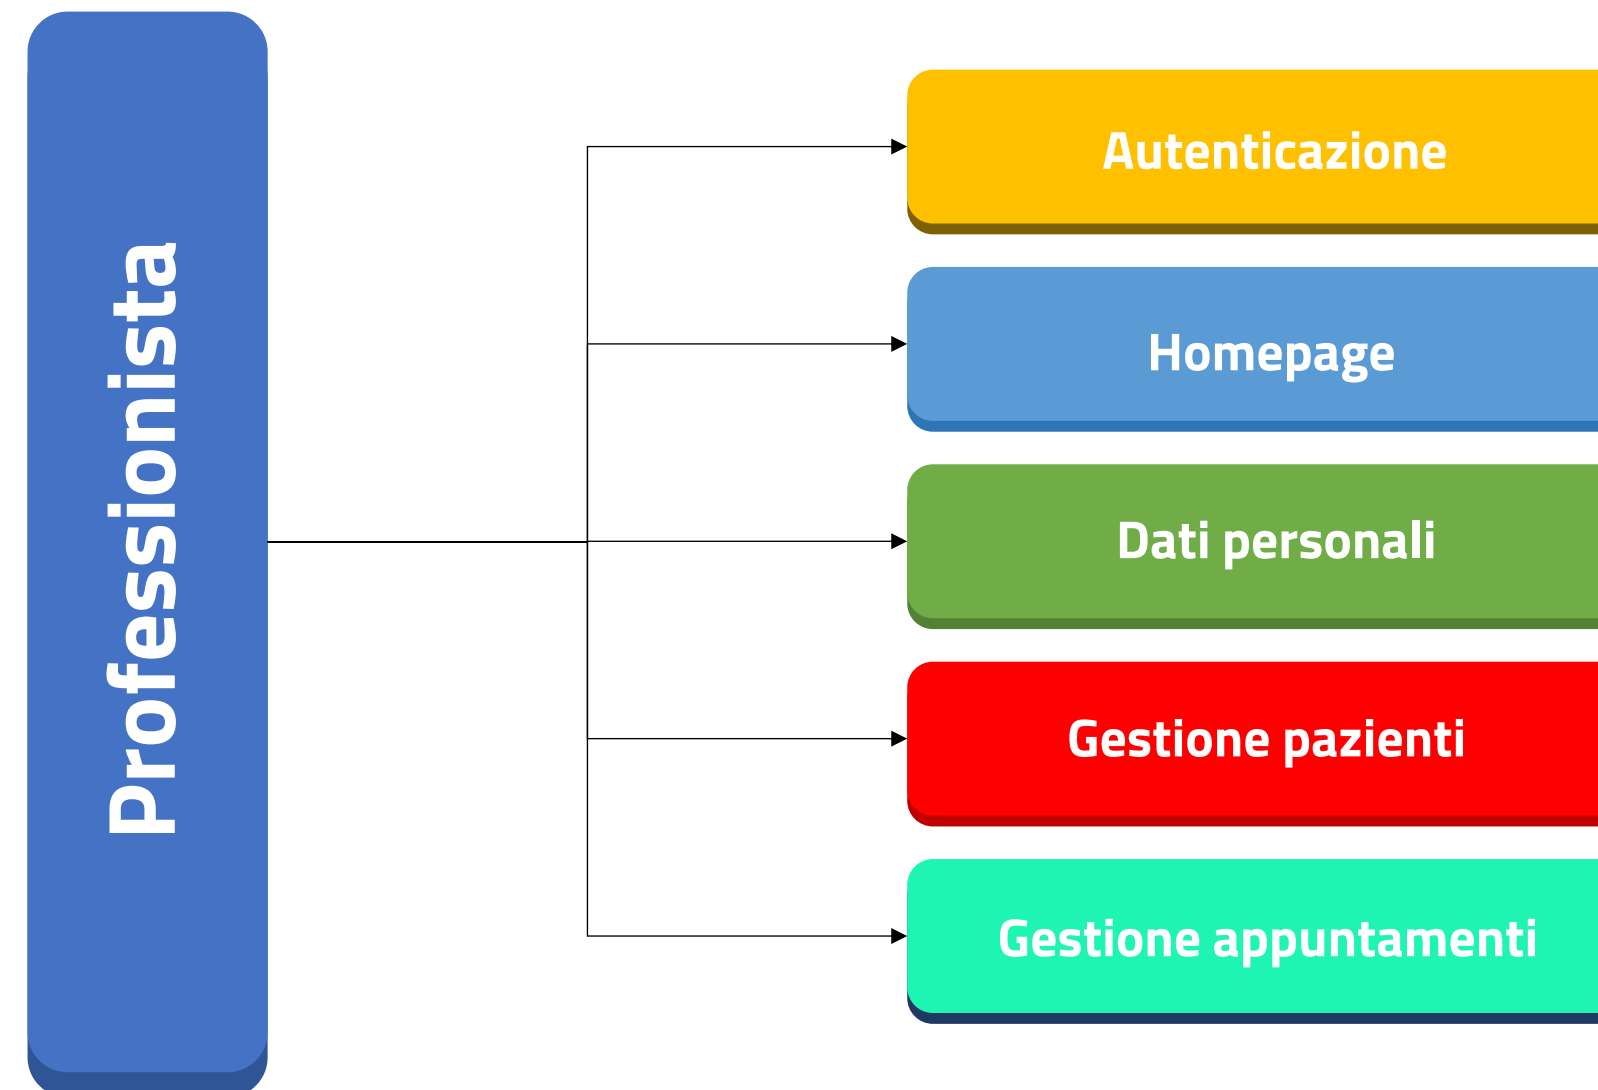 Professionista
Autenticazione
Homepage
Dati personali
Gestione pazienti
Gestione appuntamenti